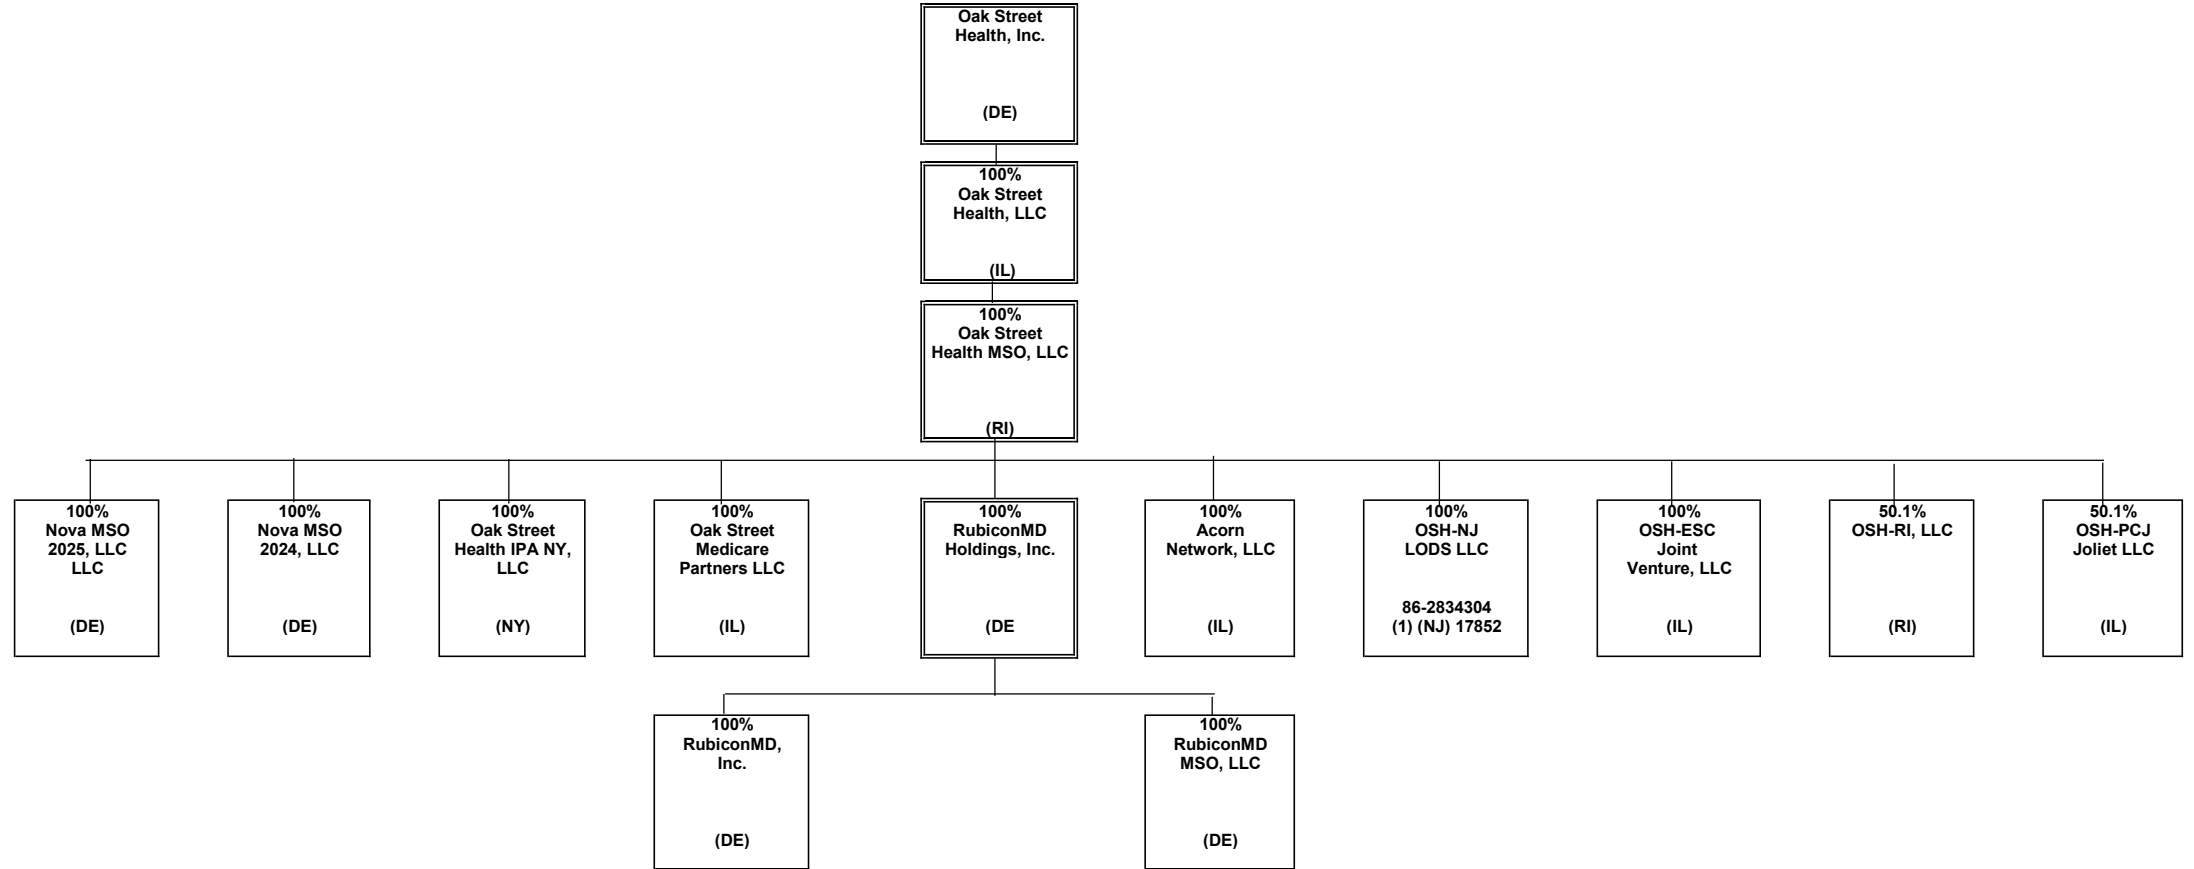 Oak Street
Health, Inc.
(DE)
100%
Oak Street
Health, LLC
(IL)
100%
Oak Street
Health MSO, LLC
(RI)
100%
Nova MSO
2025, LLC
LLC
(DE)
100%
Nova MSO
2024, LLC
(DE)
100%
Oak Street
Health IPA NY,
LLC
(NY)
100%
Oak Street
Medicare
Partners LLC
(IL)
100%
RubiconMD
Holdings, Inc.
(DE
100%
Acorn
Network, LLC
(IL)
100%
OSH-NJ
LODS LLC
86-2834304
(1) (NJ) 17852
100%
OSH-ESC
Joint
Venture, LLC
(IL)
50.1%
OSH-RI, LLC
(RI)
50.1%
OSH-PCJ
Joliet LLC
(IL)
100%
RubiconMD,
Inc.
(DE)
100%
RubiconMD
MSO, LLC
(DE)